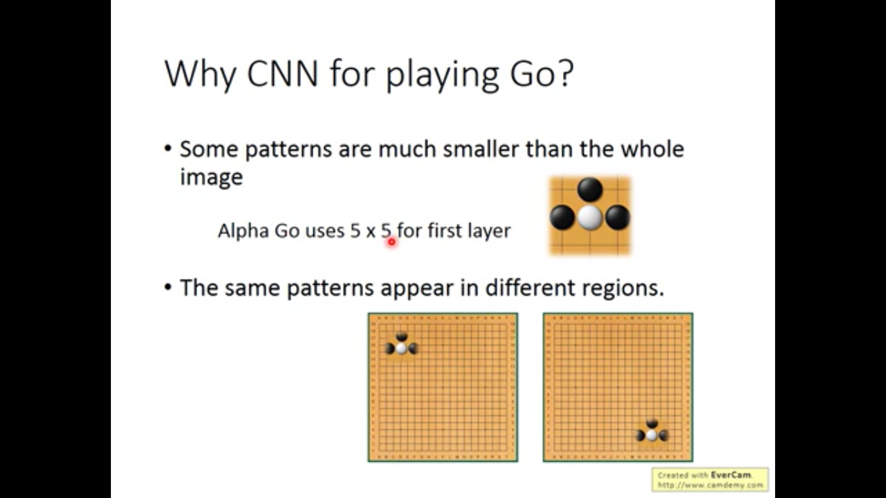 Why CNN for playing Go?
• Some patterns are much smaller than the whole
image
Alpha Go uses 5 x 5 for first layer
• The same patterns appear in different regions.
Created with EverCam.
http://www.camdemy.com